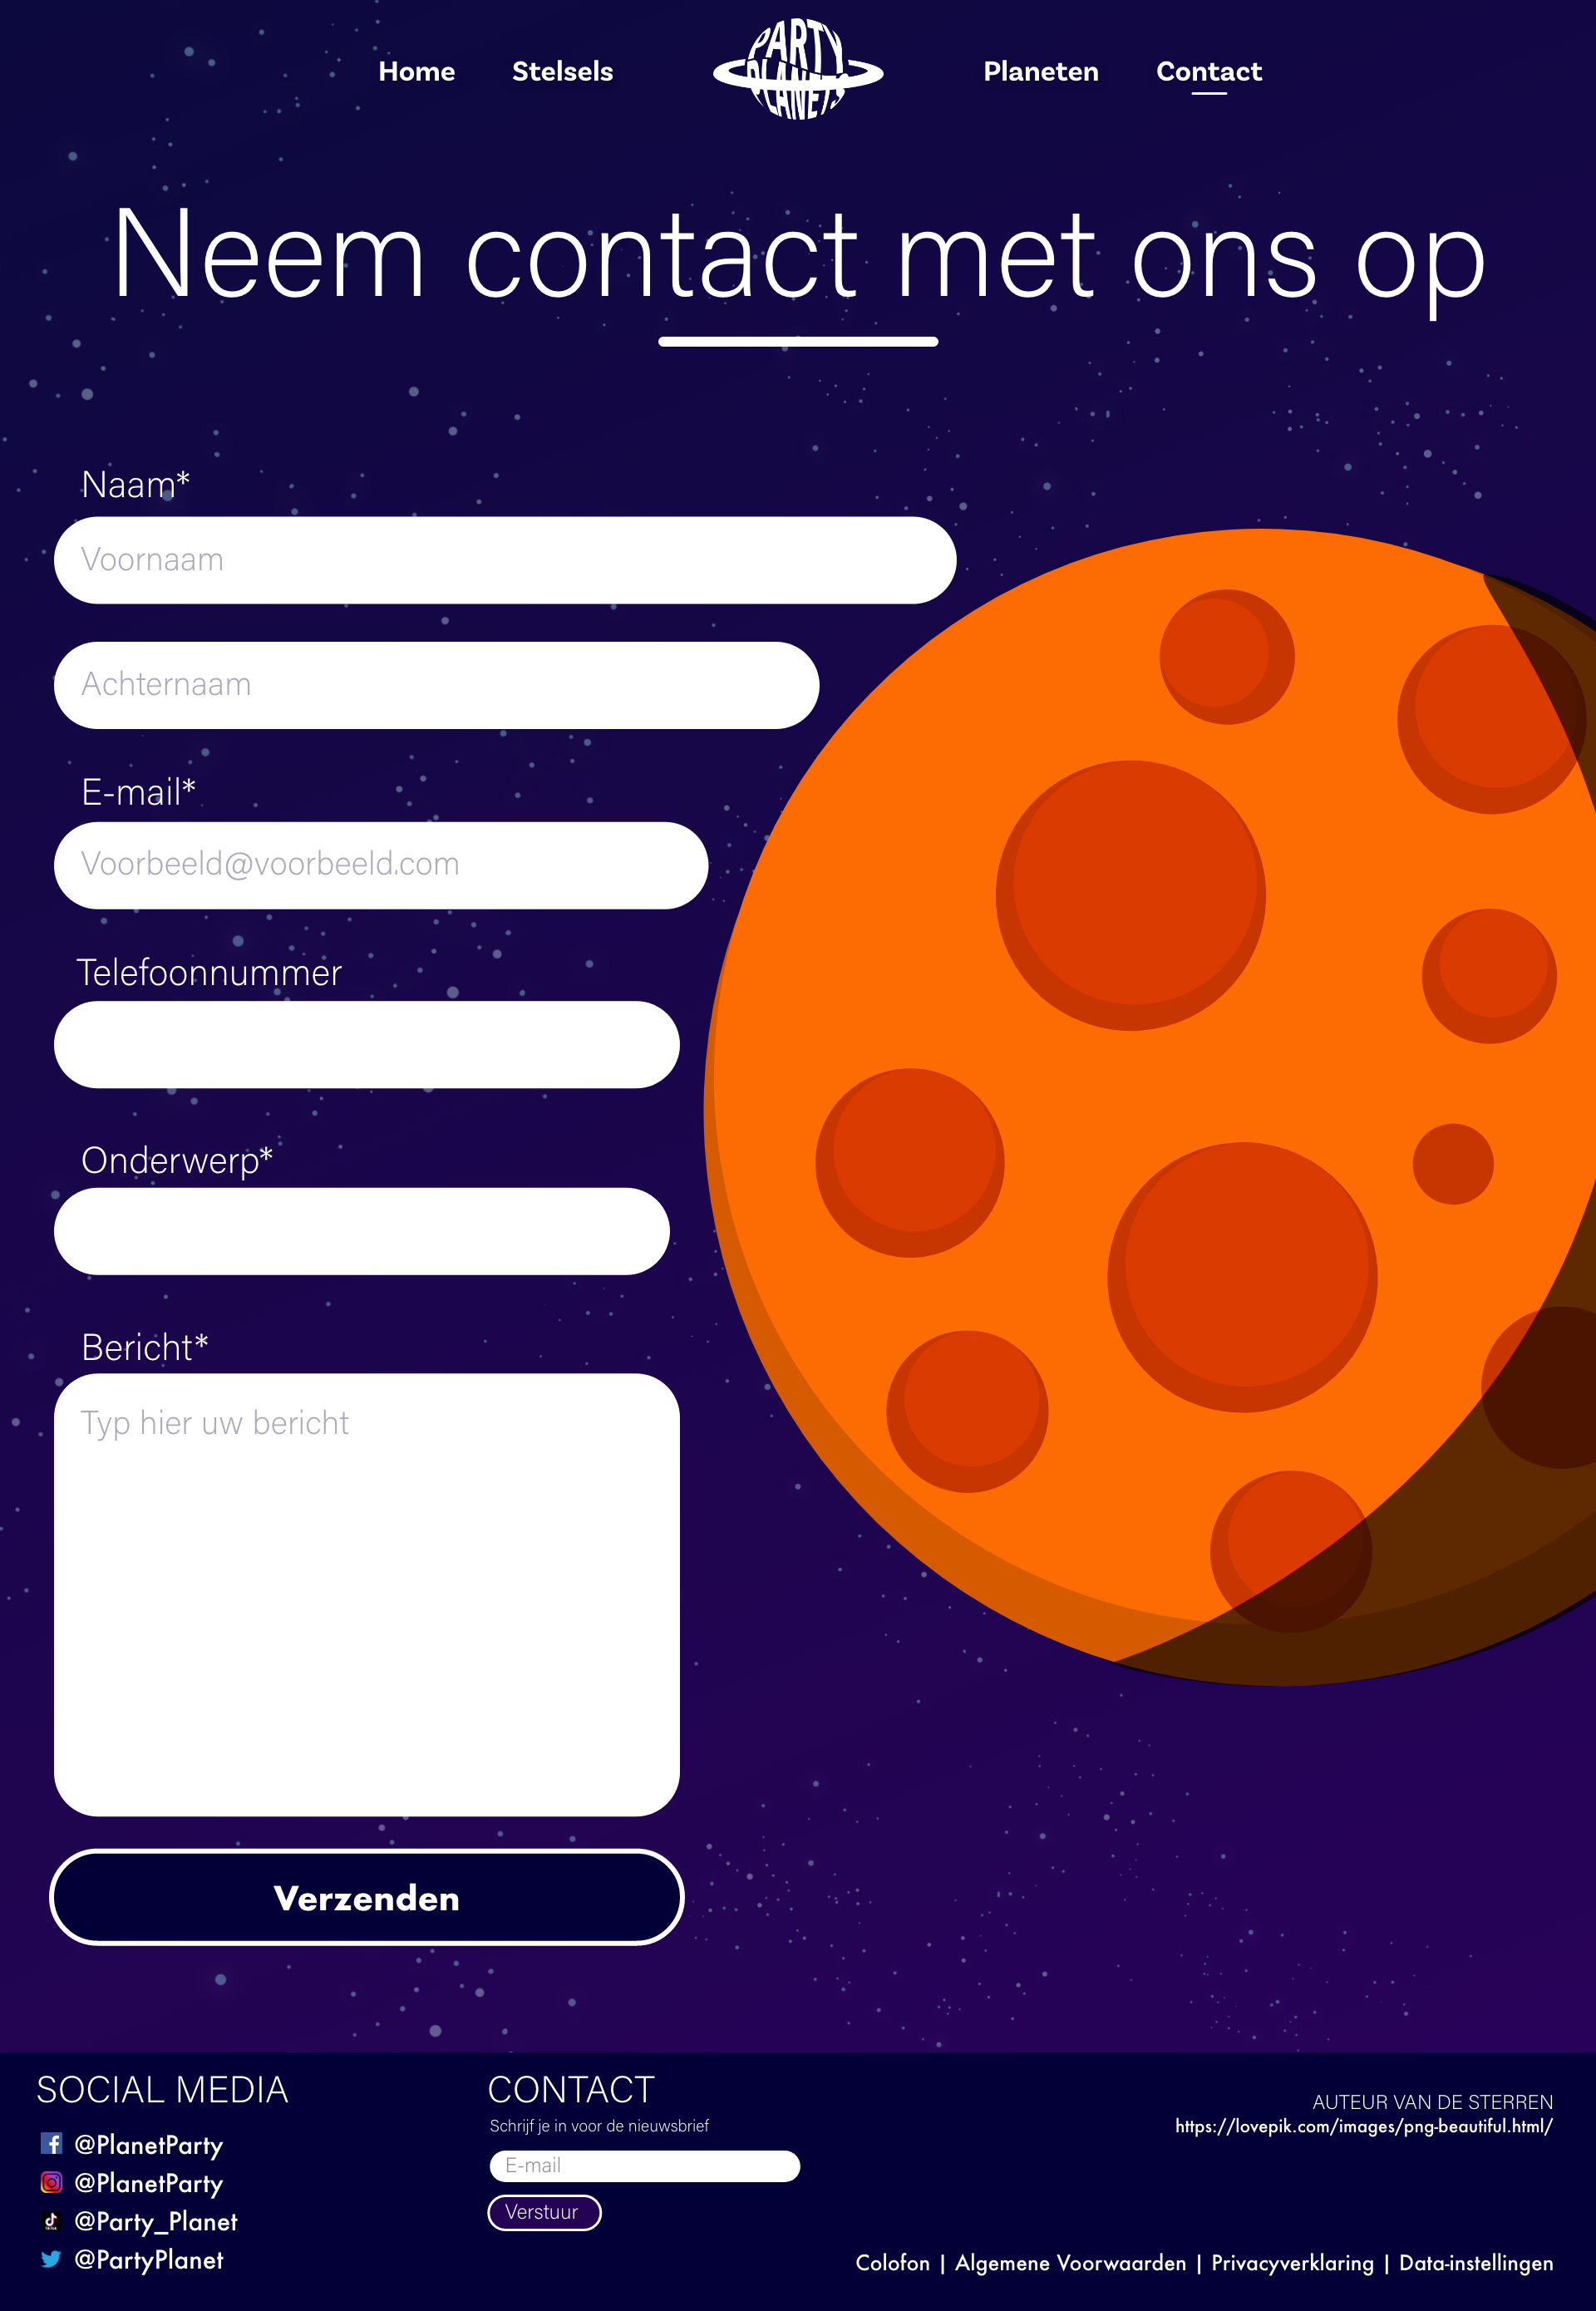 Home Stelsels PARTY PLANETS Planeten Contact
Neem contact met ons op
Naam*
Voornaam
Achternaam
E-mail*
Voorbeeld@voorbeeld.com
Telefoonnummer
Onderwerp*
Bericht*
Typ hier uw bericht
Verzenden
SOCIAL MEDIA
@PlanetParty
@PlanetParty
@Party_Planet
@PartyPlanet
CONTACT
Schrijf je in voor de nieuwsbrief
E-mail
Verstuur
AUTEUR VAN DE STERREN
https://lovepik.com/images/png-beautiful.html/
Colofon | Algemene Voorwaarden | Privacyverklaring | Data-instellingen